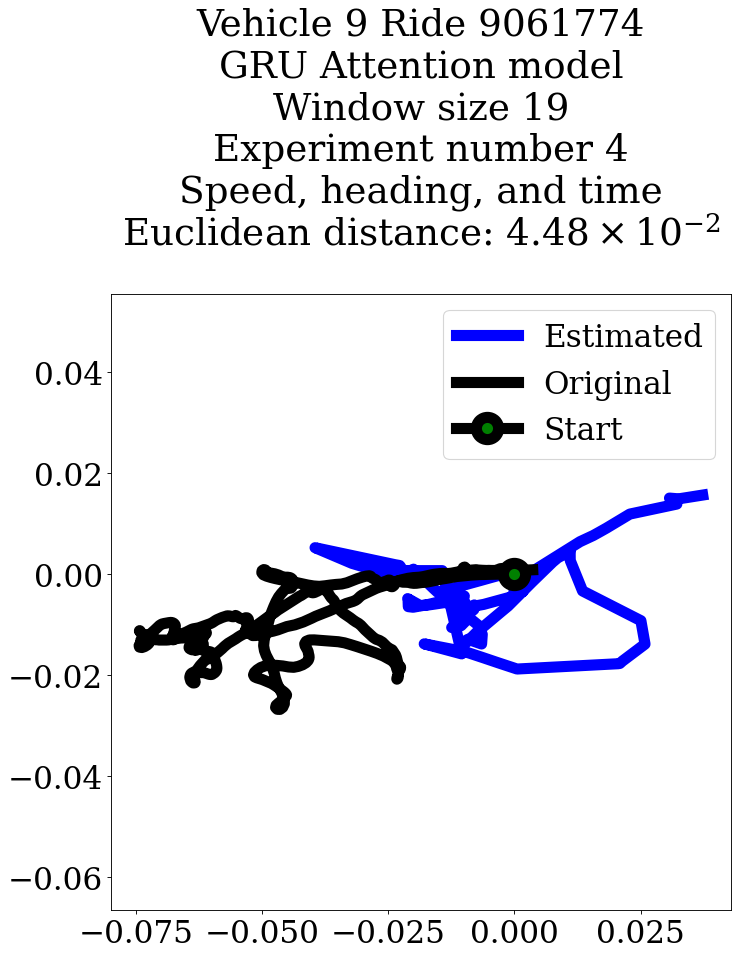 Vehicle 9 Ride 9061774
GRU Attention model
Window size 19
Experiment number 4
Speed, heading, and time
Euclidean distance: 4.48 × 10⁻²
Estimated
Original
Start
0.04
0.02
0.00
−0.02
−0.04
−0.06
−0.075 −0.050 −0.025 0.000 0.025